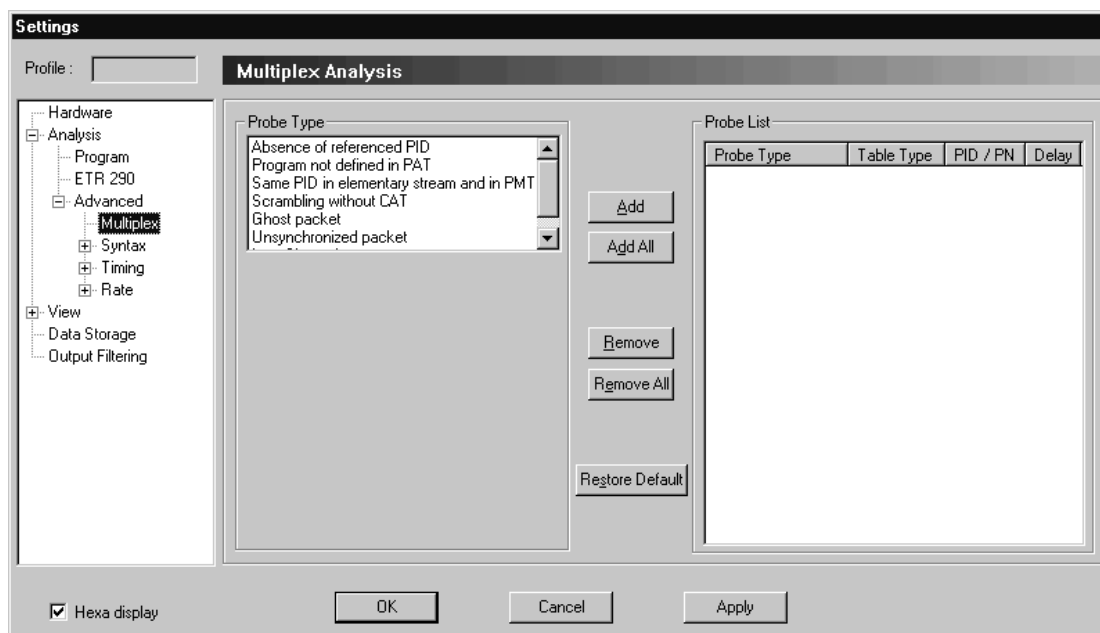 Settings
Profile :
Multiplex Analysis
Hardware
Analysis
Program
ETR 290
Advanced
Multiplex
Syntax
Timing
Rate
View
Data Storage
Output Filtering
Probe Type
Absence of referenced PID
Program not defined in PAT
Same PID in elementary stream and in PMT
Scrambling without CAT
Ghost packet
Unsynchronized packet
Add
Add All
Remove
Remove All
Restore Default
Probe List
Probe Type Table Type PID / PN Delay
Hexa display
OK Cancel Apply